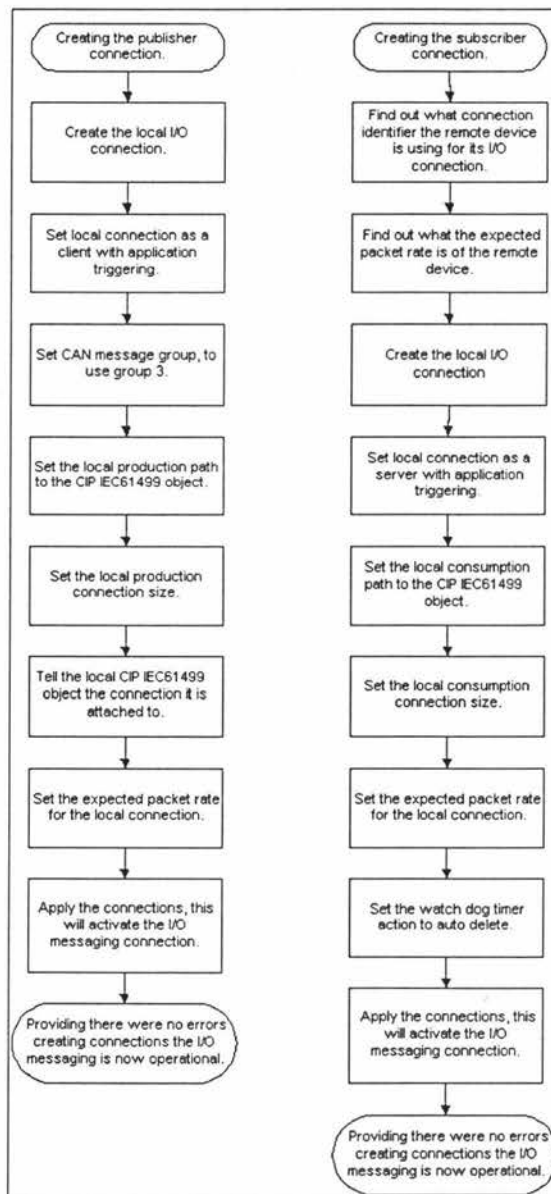 Creating the publisher
connection.
Create the local I/O
connection.
Set local connection as a
client with application
triggering.
Set CAN message group, to
use group 3.
Set the local production path
to the CIP IEC61499 object.
Set the local production
connection size.
Tell the local CIP IEC61499
object the connection it is
attached to.
Set the expected packet rate
for the local connection.
Apply the connections, this
will activate the I/O
messaging connection.
Providing there were no errors
creating connections the I/O
messaging is now operational.
Creating the subscriber
connection.
Find out what connection
identifier the remote device
is using for its I/O
connection.
Find out what the expected
packet rate is of the remote
device.
Create the local I/O
connection
Set local connection as a
server with application
triggering.
Set the local consumption
path to the CIP IEC61499
object.
Set the local consumption
connection size.
Set the expected packet rate
for the local connection.
Set the watch dog timer
action to auto delete.
Apply the connections, this
will activate the I/O
messaging connection.
Providing there were no errors
creating connections the I/O
messaging is now operational.